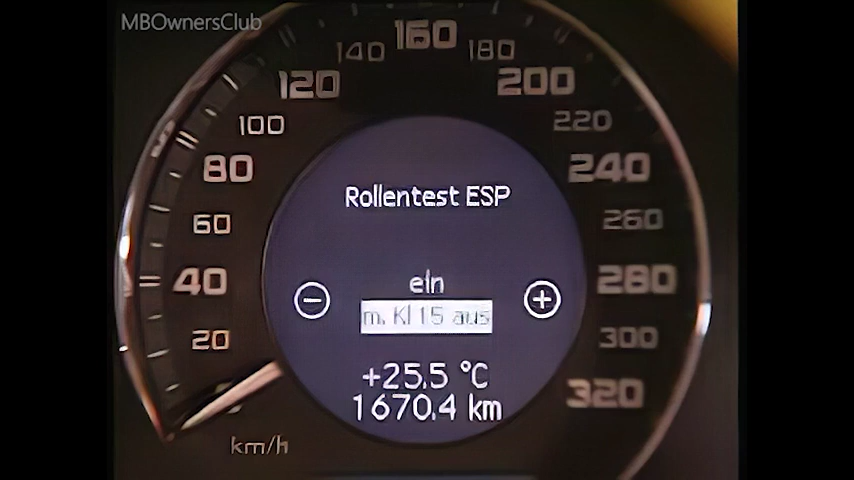 MBOwnersClub
160
140 180
120 200
100 220
80 240
Rollentest ESP
60 260
40 280
ein
m. Kl 15 aus
20 300
+25.5 °C
1670.4 km
320
km/h